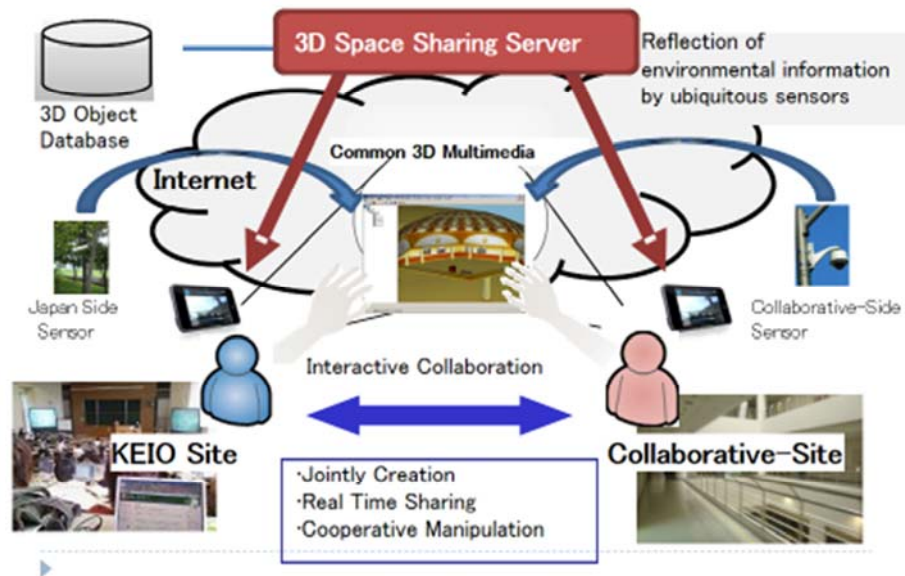 3D Space Sharing Server
Reflection of
environmental information
by ubiquitous sensors
3D Object
Database
Common 3D Multimedia
Internet
Japan Side
Sensor
Collaborative-Side
Sensor
Interactive Collaboration
KEIO Site
Collaborative-Site
·Jointly Creation
·Real Time Sharing
·Cooperative Manipulation